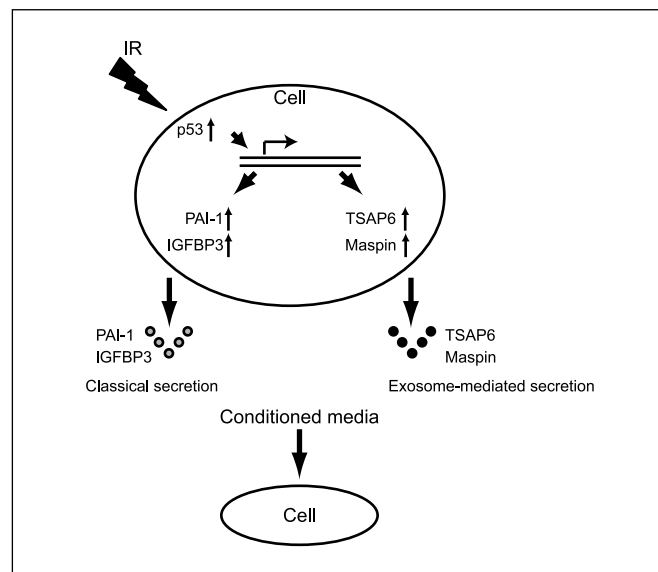 IR
Cell
p53
PAI-1
IGFBP3
TSAP6
Maspin
PAI-1
IGFBP3
Classical secretion
TSAP6
Maspin
Exosome-mediated secretion
Conditioned media
Cell